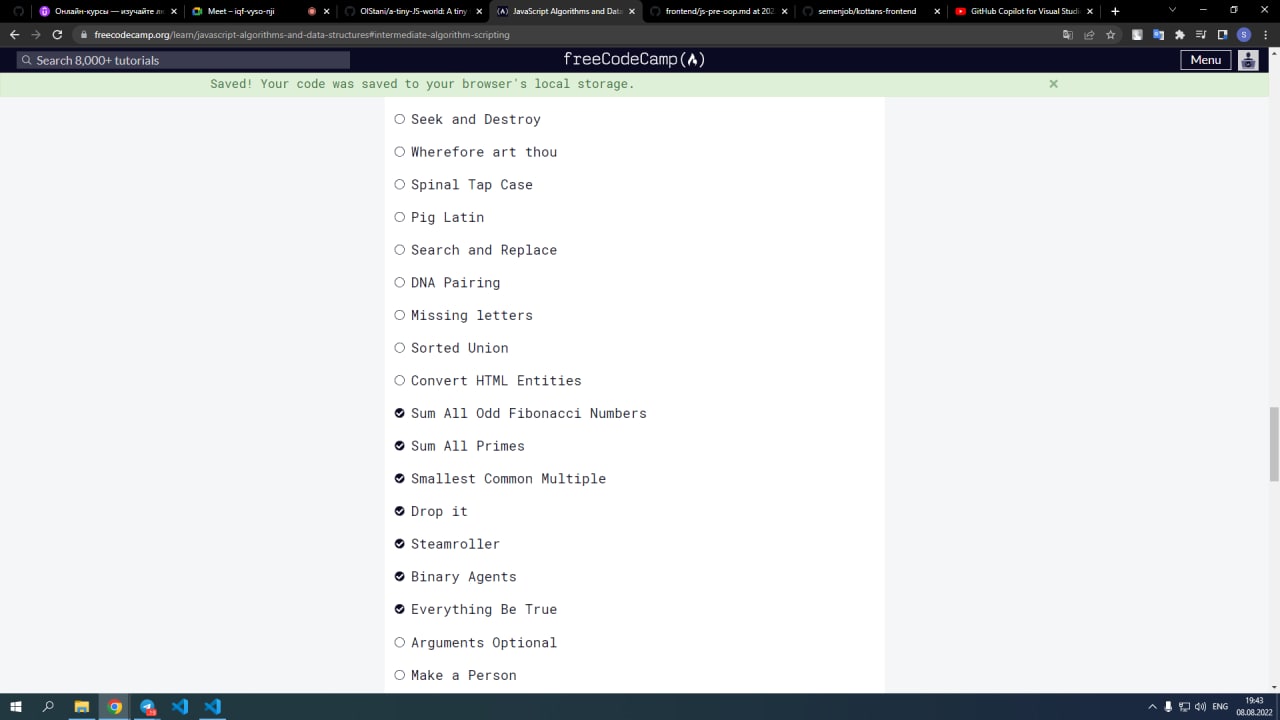 Онлайн-курсы — изучайте ан
Meet – iqf-vyso-nji
OlStani/a-tiny-JS-world: A tiny
JavaScript Algorithms and Data
frontend/js-pre-oop.md at 202
semenjob/kottans-frontend
GitHub Copilot for Visual Studi
freecodecamp.org/learn/javascript-algorithms-and-data-structures#intermediate-algorithm-scripting
Search 8,000+ tutorials
freeCodeCamp
Menu
Saved! Your code was saved to your browser's local storage.
Seek and Destroy
Wherefore art thou
Spinal Tap Case
Pig Latin
Search and Replace
DNA Pairing
Missing letters
Sorted Union
Convert HTML Entities
Sum All Odd Fibonacci Numbers
Sum All Primes
Smallest Common Multiple
Drop it
Steamroller
Binary Agents
Everything Be True
Arguments Optional
Make a Person
ENG
19:43
08.08.2022